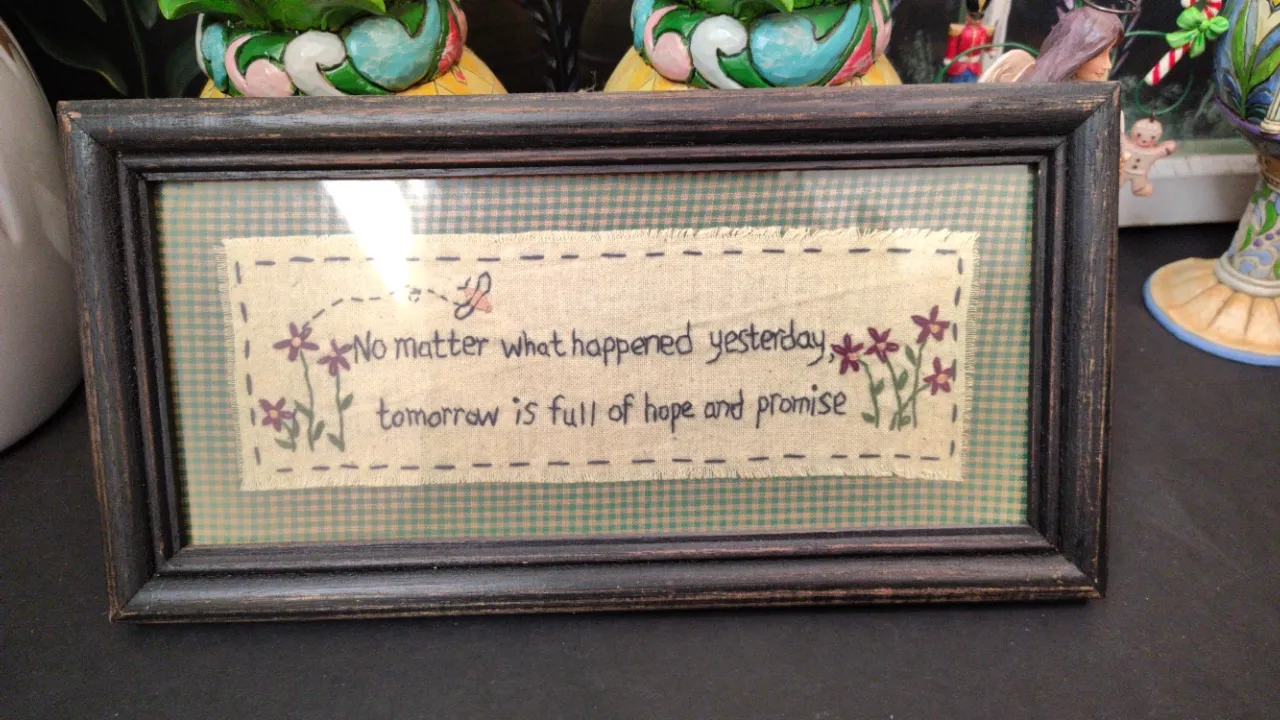 No matter what happened yesterday,
tomorrow is full of hope and promise